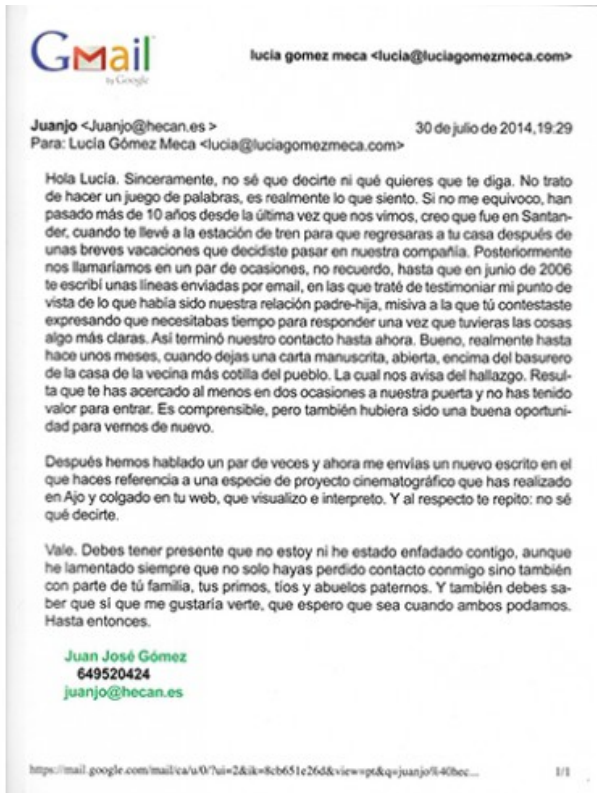 Gmail
by Google
lucia gomez meca <lucia@luciagomezmeca.com>
Juanjo <Juanjo@hecan.es >
30 de julio de 2014,19:29
Para: Lucía Gómez Meca <lucia@luciagomezmeca.com>
Hola Lucía. Sinceramente, no sé que decirte ni qué quieres que te diga. No trato
de hacer un juego de palabras, es realmente lo que siento. Si no me equivoco, han
pasado más de 10 años desde la última vez que nos vimos, creo que fue en Santan-
der, cuando te llevé a la estación de tren para que regresaras a tu casa después de
unas breves vacaciones que decidiste pasar en nuestra compañía. Posteriormente
nos llamaríamos en un par de ocasiones, no recuerdo, hasta que en junio de 2006
te escribí unas líneas enviadas por email, en las que traté de testimoniar mi punto de
vista de lo que había sido nuestra relación padre-hija, misiva a la que tú contestaste
expresando que necesitabas tiempo para responder una vez que tuvieras las cosas
algo más claras. Así terminó nuestro contacto hasta ahora. Bueno, realmente hasta
hace unos meses, cuando dejas una carta manuscrita, abierta, encima del basurero
de la casa de la vecina más cotilla del pueblo. La cual nos avisa del hallazgo. Resul-
ta que te has acercado al menos en dos ocasiones a nuestra puerta y no has tenido
valor para entrar. Es comprensible, pero también hubiera sido una buena oportuni-
dad para vernos de nuevo.
Después hemos hablado un par de veces y ahora me envías un nuevo escrito en el
que haces referencia a una especie de proyecto cinematográfico que has realizado
en Ajo y colgado en tu web, que visualizo e interpreto. Y al respecto te repito: no sé
qué decirte.
Vale. Debes tener presente que no estoy ni he estado enfadado contigo, aunque
he lamentado siempre que no solo hayas perdido contacto conmigo sino también
con parte de tú familia, tus primos, tíos y abuelos paternos. Y también debes sa-
ber que sí que me gustaría verte, que espero que sea cuando ambos podamos.
Hasta entonces.
Juan José Gómez
649520424
juanjo@hecan.es
https://mail.google.com/mail/ca/u/0/?ui=2&ik=8cb651e26d&view=pt&q=juanjo%40hec...
1/1